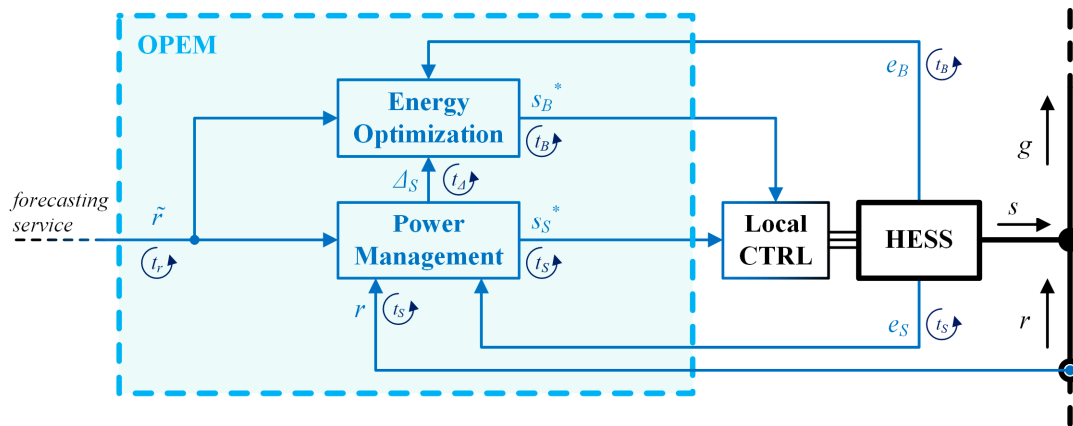 OPEM
e_B
t_B
Energy
Optimization
s_B^*
t_B
g
Δ_S
t_Δ
forecasting
service
r̃
t_r
Power
Management
s_S^*
t_S
Local
CTRL
HESS
s
r
t_S
e_S
t_S
r